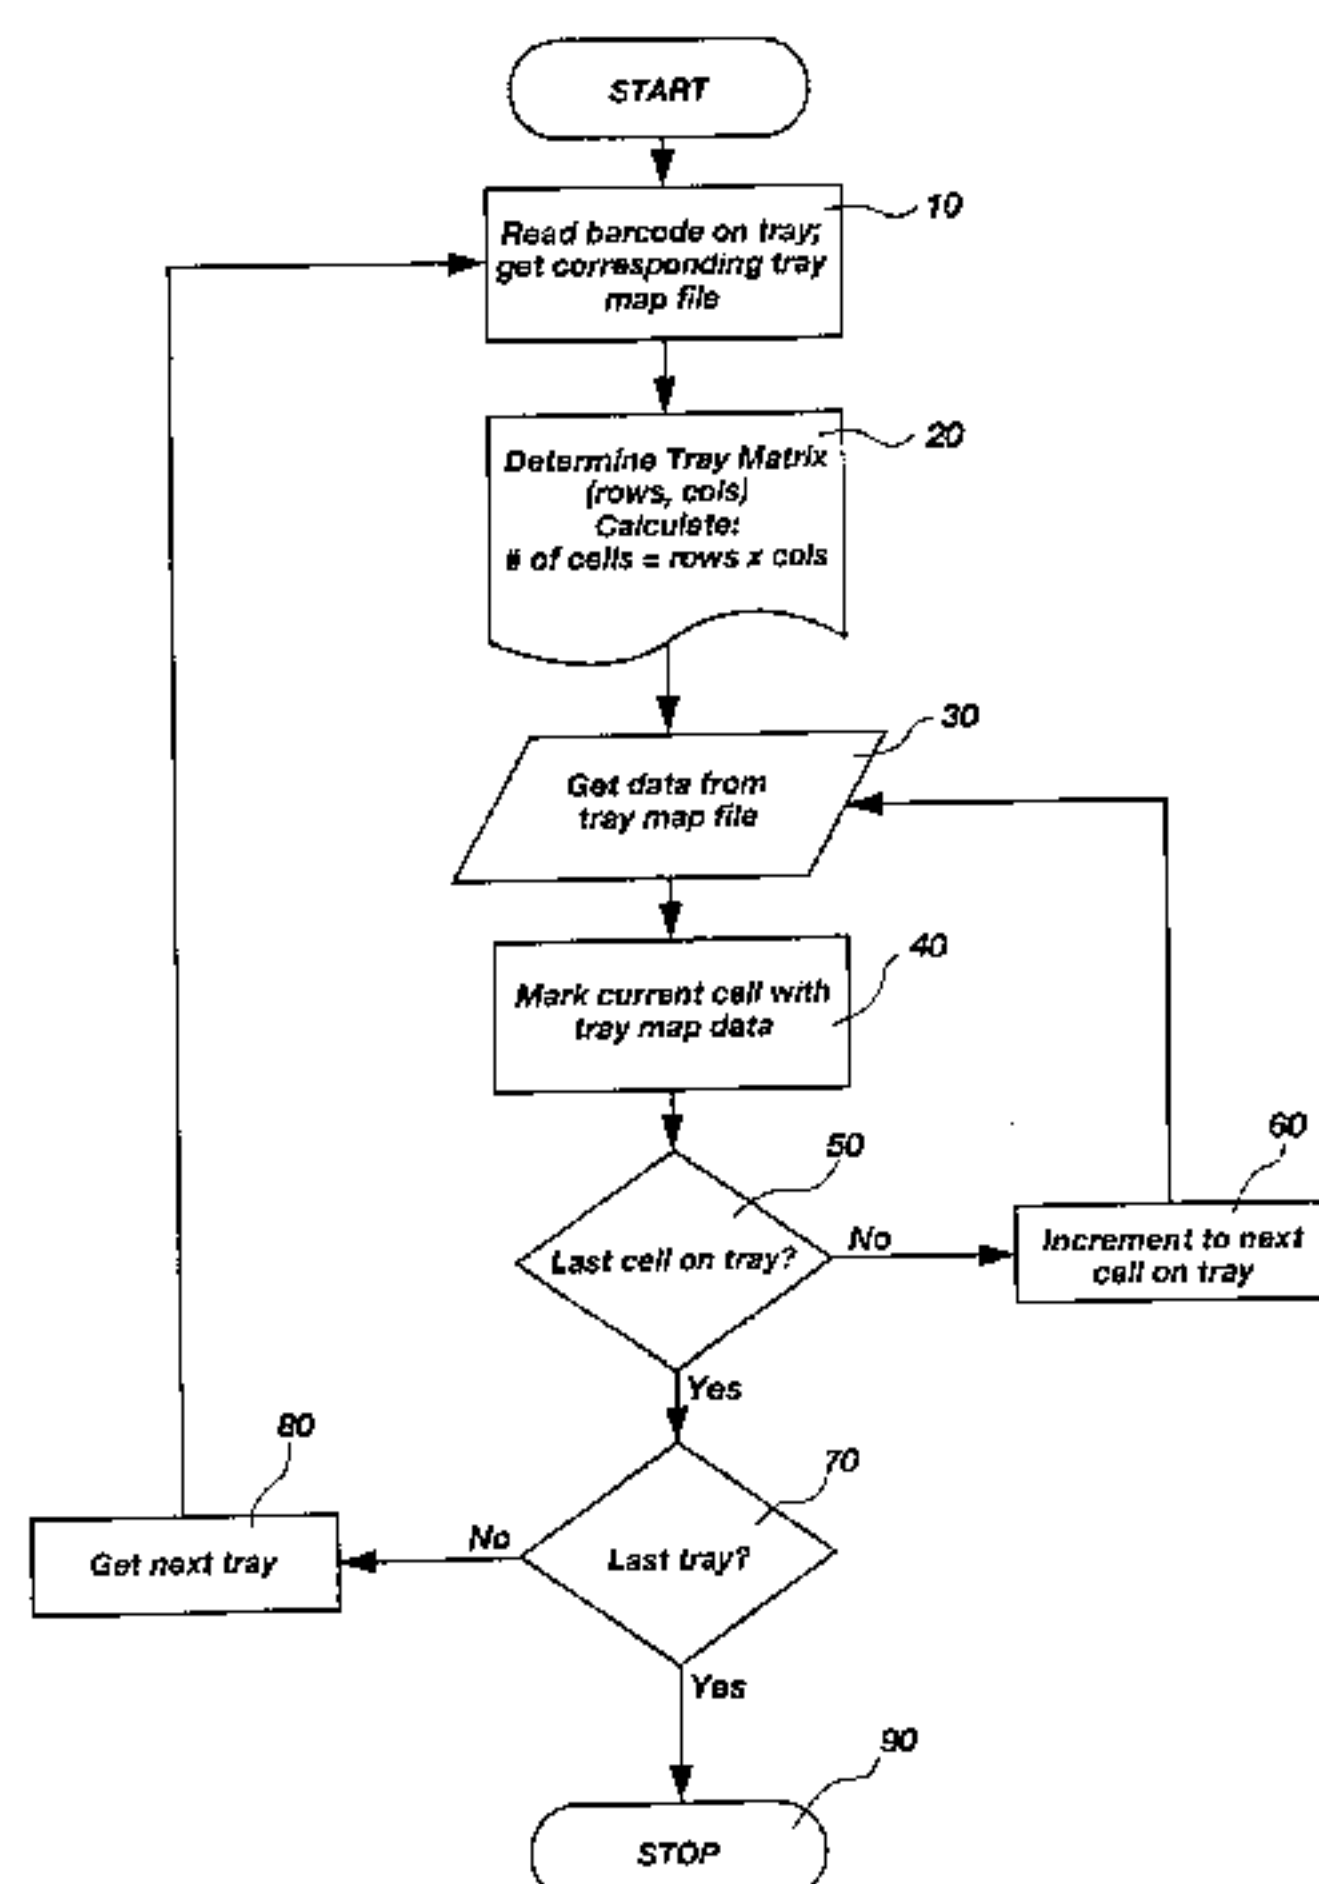 START
10
Read barcode on tray;
get corresponding tray
map file
20
Determine Tray Matrix
(rows, cols)
Calculate:
# of cells = rows x cols
30
Get data from
tray map file
40
Mark current cell with
tray map data
50
Last cell on tray?
No
60
Increment to next
cell on tray
Yes
70
Last tray?
No
80
Get next tray
Yes
90
STOP